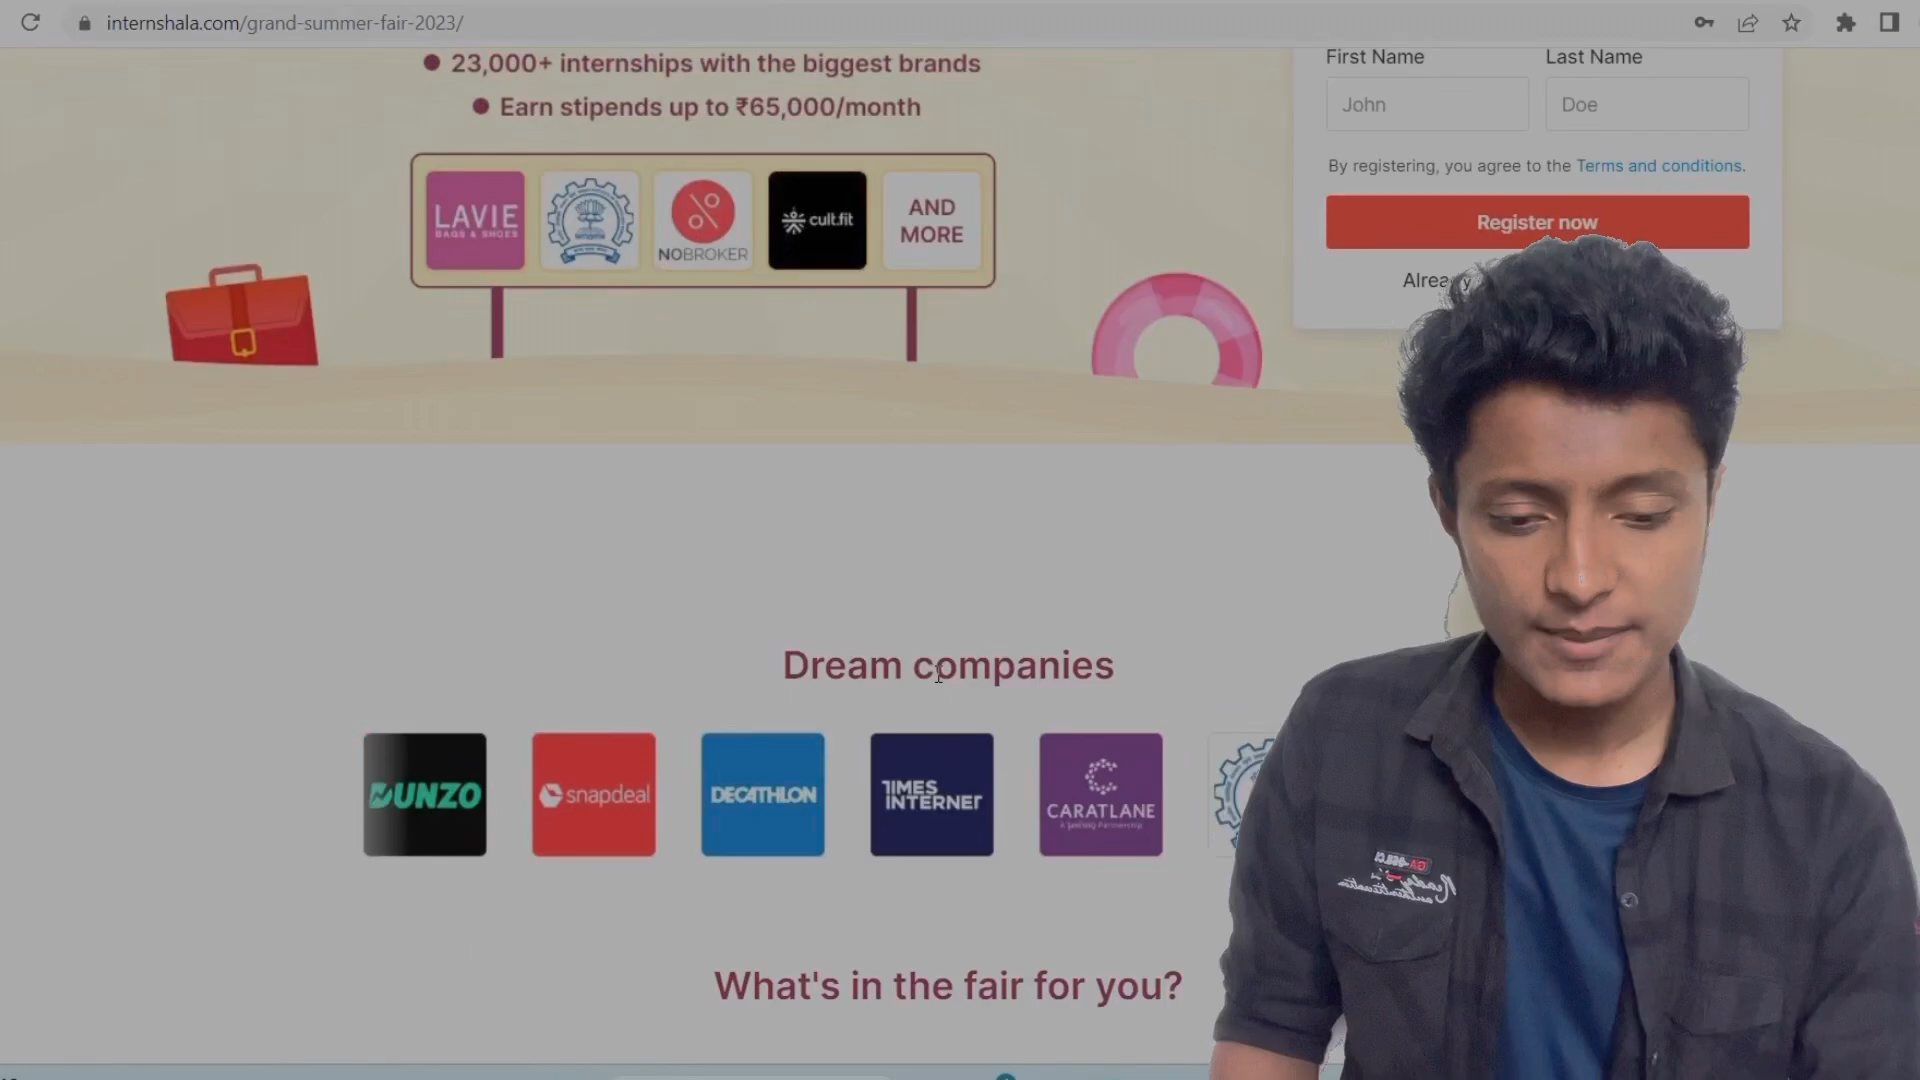 internshala.com/grand-summer-fair-2023/
23,000+ internships with the biggest brands
Earn stipends up to ₹65,000/month
LAVIE
BAGS & SHOES
NOBROKER
cult.fit
AND
MORE
First Name
Last Name
John
Doe
By registering, you agree to the Terms and conditions.
Register now
Already
Dream companies
DUNZO
snapdeal
DECATHLON
TIMES
INTERNET
CARATLANE
A Tanishq Partnership
What's in the fair for you?